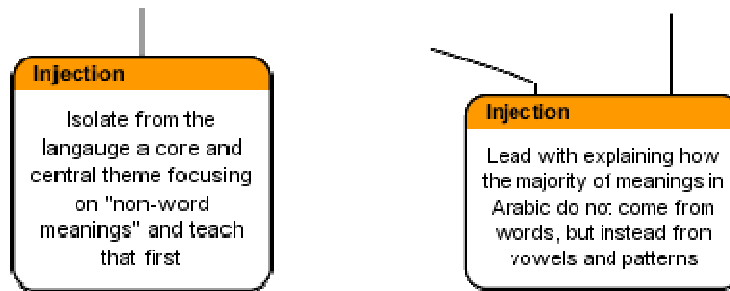 Injection
Isolate from the
langauge a core and
central theme focusing
on "non-word
meanings" and teach
that first
Injection
Lead with explaining how
the majority of meanings in
Arabic do not come from
words, but instead from
vowels and patterns